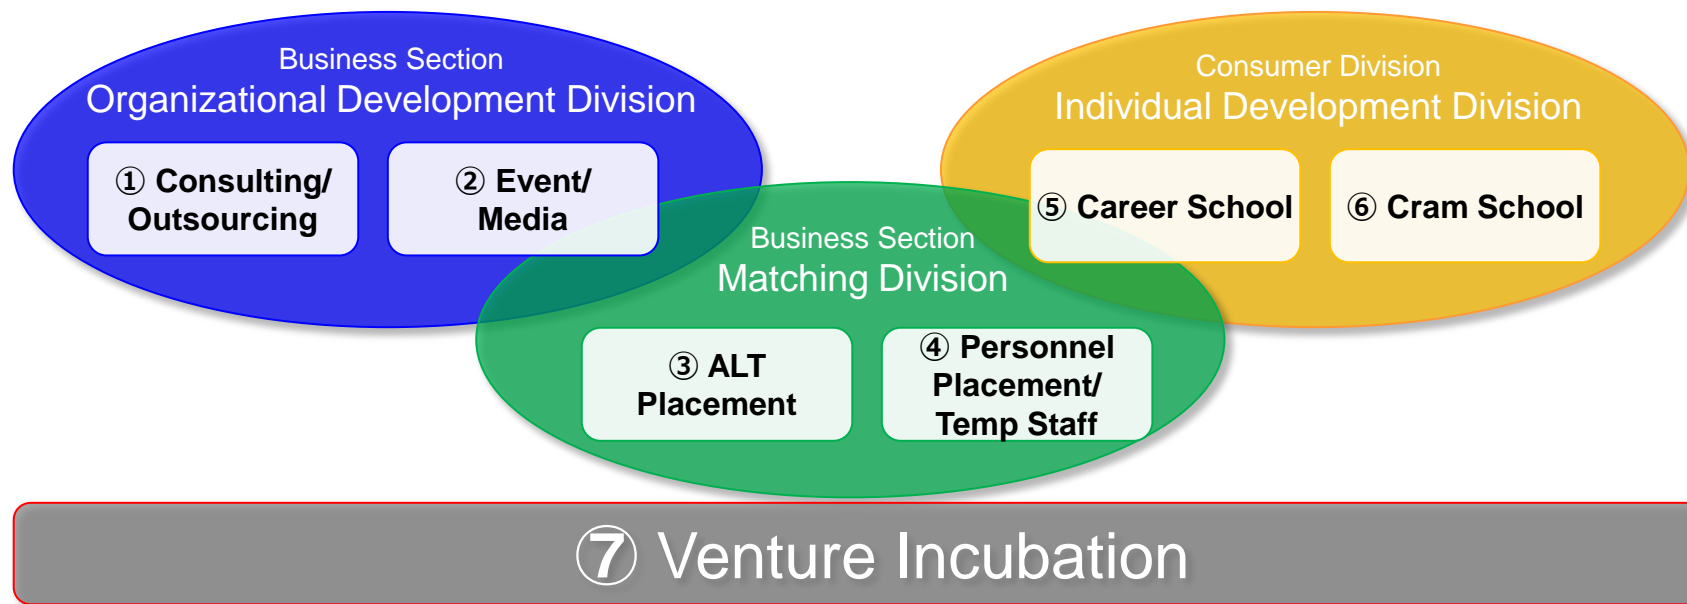 Business Section
Organizational Development Division
① Consulting/
Outsourcing
② Event/
Media
Business Section
Matching Division
③ ALT
Placement
④ Personnel
Placement/
Temp Staff
Consumer Division
Individual Development Division
⑤ Career School
⑥ Cram School
⑦ Venture Incubation